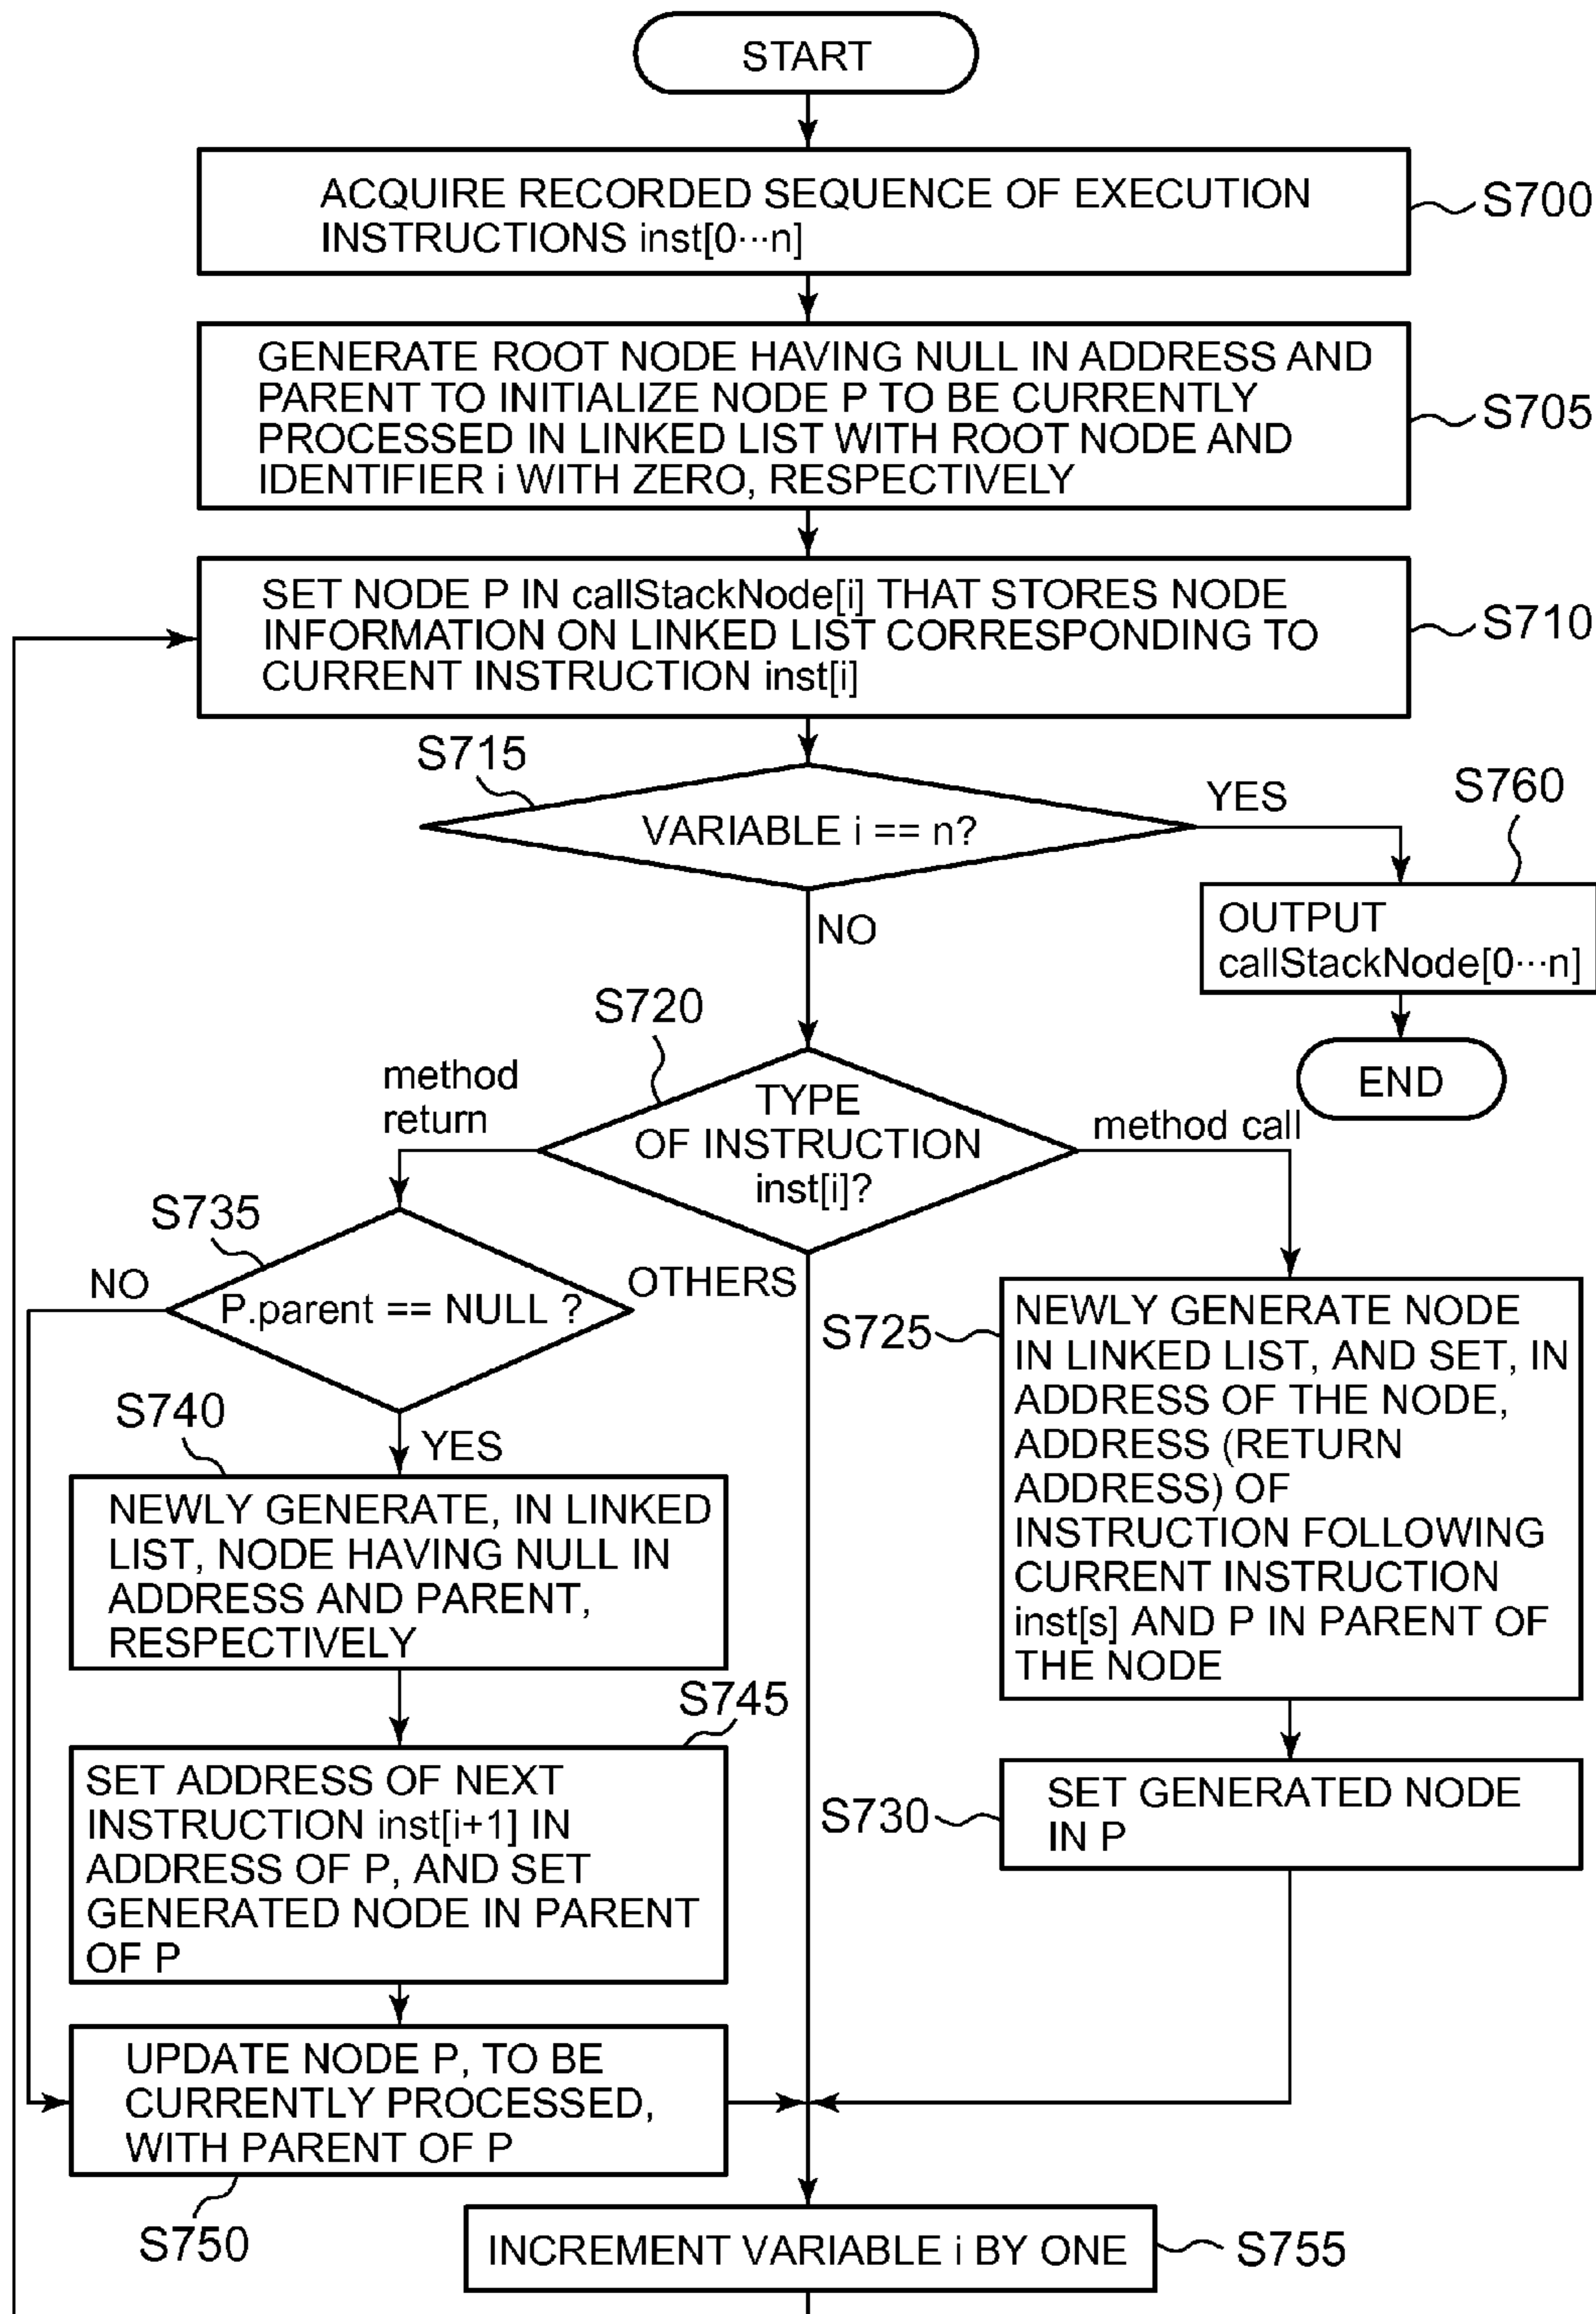 START
ACQUIRE RECORDED SEQUENCE OF EXECUTION
INSTRUCTIONS inst[0···n]
S700
GENERATE ROOT NODE HAVING NULL IN ADDRESS AND
PARENT TO INITIALIZE NODE P TO BE CURRENTLY
PROCESSED IN LINKED LIST WITH ROOT NODE AND
IDENTIFIER i WITH ZERO, RESPECTIVELY
S705
SET NODE P IN callStackNode[i] THAT STORES NODE
INFORMATION ON LINKED LIST CORRESPONDING TO
CURRENT INSTRUCTION inst[i]
S710
S715
VARIABLE i == n?
YES
S760
NO
OUTPUT
callStackNode[0···n]
END
S720
method
return
TYPE
OF INSTRUCTION
inst[i]?
method call
S735
NO
P.parent == NULL ?
OTHERS
YES
S725
NEWLY GENERATE NODE
IN LINKED LIST, AND SET, IN
ADDRESS OF THE NODE,
ADDRESS (RETURN
ADDRESS) OF
INSTRUCTION FOLLOWING
CURRENT INSTRUCTION
inst[s] AND P IN PARENT OF
THE NODE
S740
NEWLY GENERATE, IN LINKED
LIST, NODE HAVING NULL IN
ADDRESS AND PARENT,
RESPECTIVELY
S745
SET ADDRESS OF NEXT
INSTRUCTION inst[i+1] IN
ADDRESS OF P, AND SET
GENERATED NODE IN PARENT
OF P
S730
SET GENERATED NODE
IN P
UPDATE NODE P, TO BE
CURRENTLY PROCESSED,
WITH PARENT OF P
S750
INCREMENT VARIABLE i BY ONE
S755